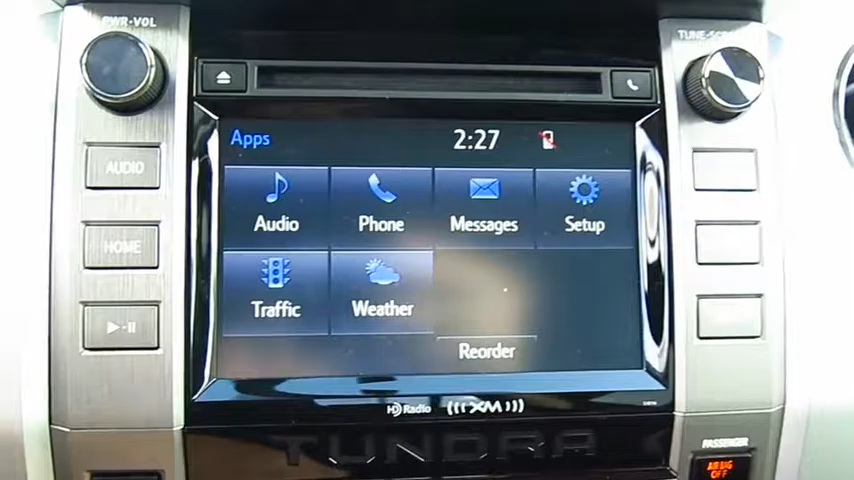 PWR•VOL
TUNE•SCROLL
Apps
2:27
AUDIO
Audio
Phone
Messages
Setup
HOME
Traffic
Weather
Reorder
HD Radio
XM
TUNDRA
PASSENGER
AIR BAG
OFF